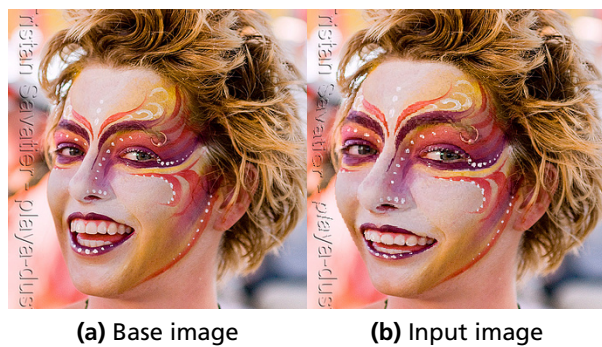 Tristan Savatier - playa-dus
Tristan Savatier - playa-dus
(a) Base image
(b) Input image